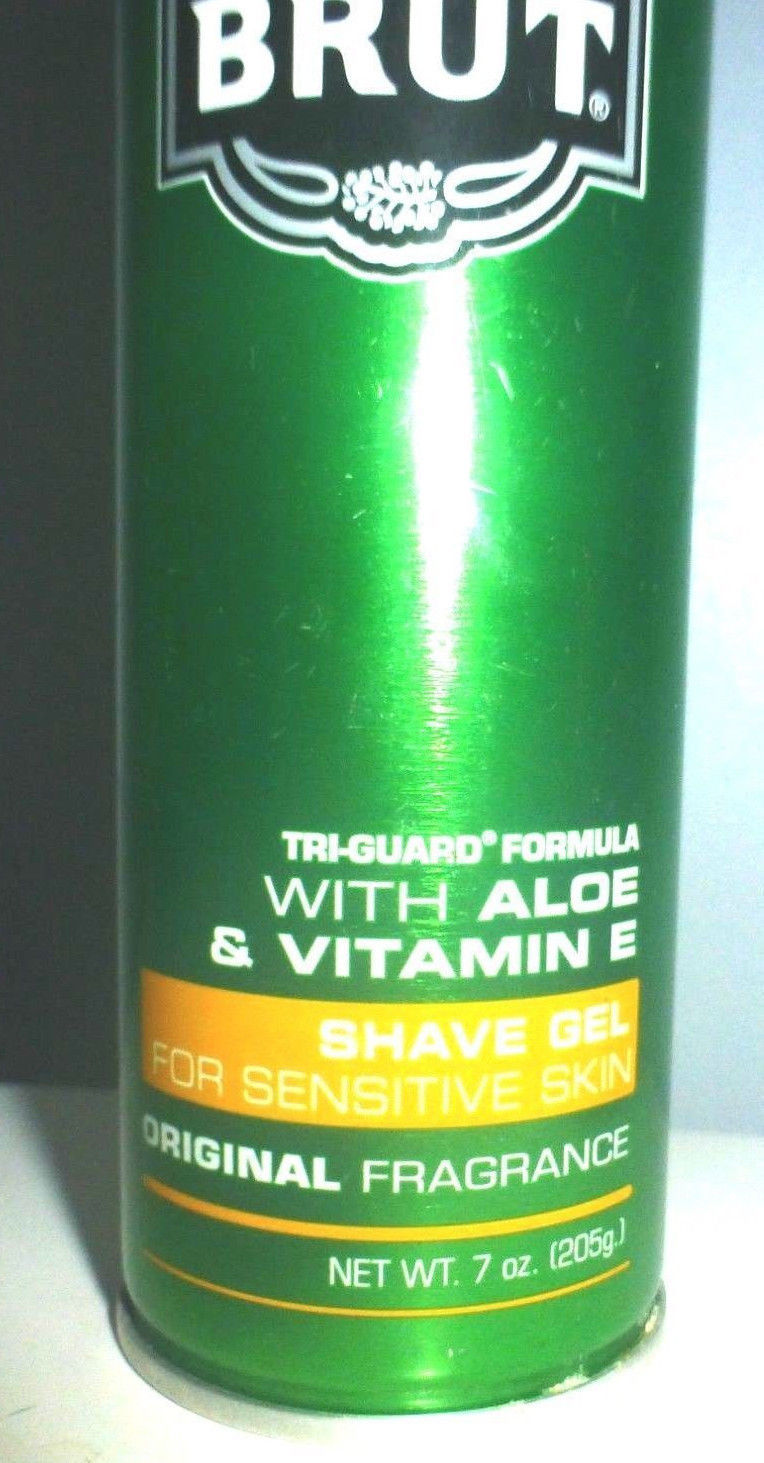 BRUT®
TRI-GUARD® FORMULA
WITH ALOE
& VITAMIN E
SHAVE GEL
FOR SENSITIVE SKIN
ORIGINAL FRAGRANCE
NET WT. 7 oz. (205g.)